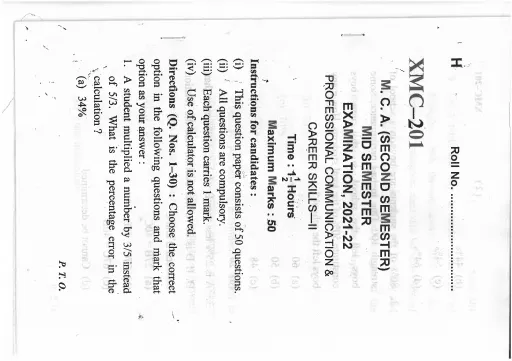 H
Roll No. ........................
XMC–201
M. C. A. (SECOND SEMESTER)
MID SEMESTER
EXAMINATION, 2021-22
PROFESSIONAL COMMUNICATION &
CAREER SKILLS—II
Time : 1½ Hours
Maximum Marks : 50
Instructions for candidates :
(i) This question paper consists of 50 questions.
(ii) All questions are compulsory.
(iii) Each question carries 1 mark.
(iv) Use of calculator is not allowed.
Directions (Q. Nos. 1–30) : Choose the correct
option in the following questions and mark that
option as your answer :
1. A student multiplied a number by 3/5 instead
of 5/3. What is the percentage error in the
calculation ?
(a) 34%
P. T. O.